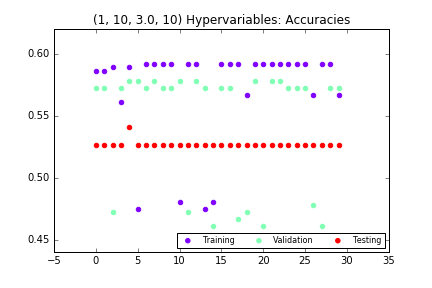 (1, 10, 3.0, 10) Hypervariables: Accuracies
0.60
0.55
0.50
0.45
Training Validation Testing
−5 0 5 10 15 20 25 30 35